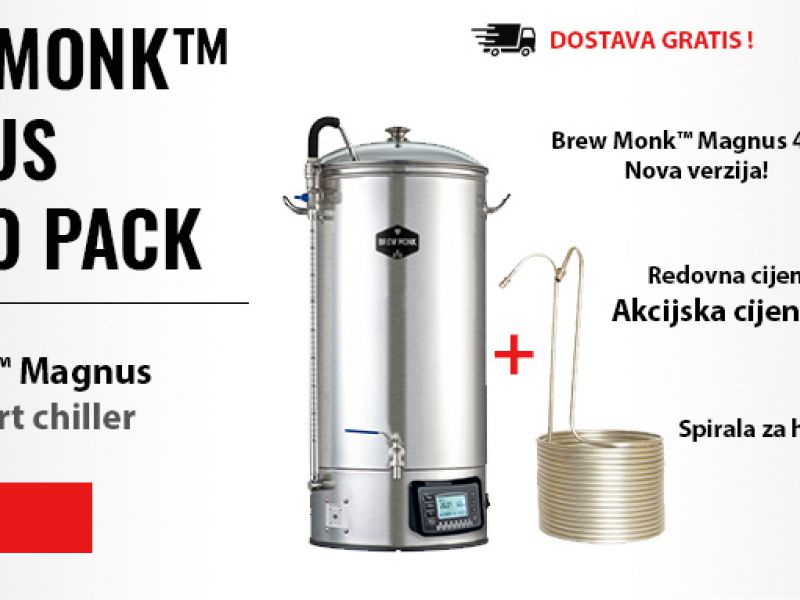 MONK™
US
O PACK
™ Magnus
rt chiller
DOSTAVA GRATIS !
Brew Monk™ Magnus 4
Nova verzija!
BREW MONK
Redovna cijen
Akcijska cijen
+
Spirala za h